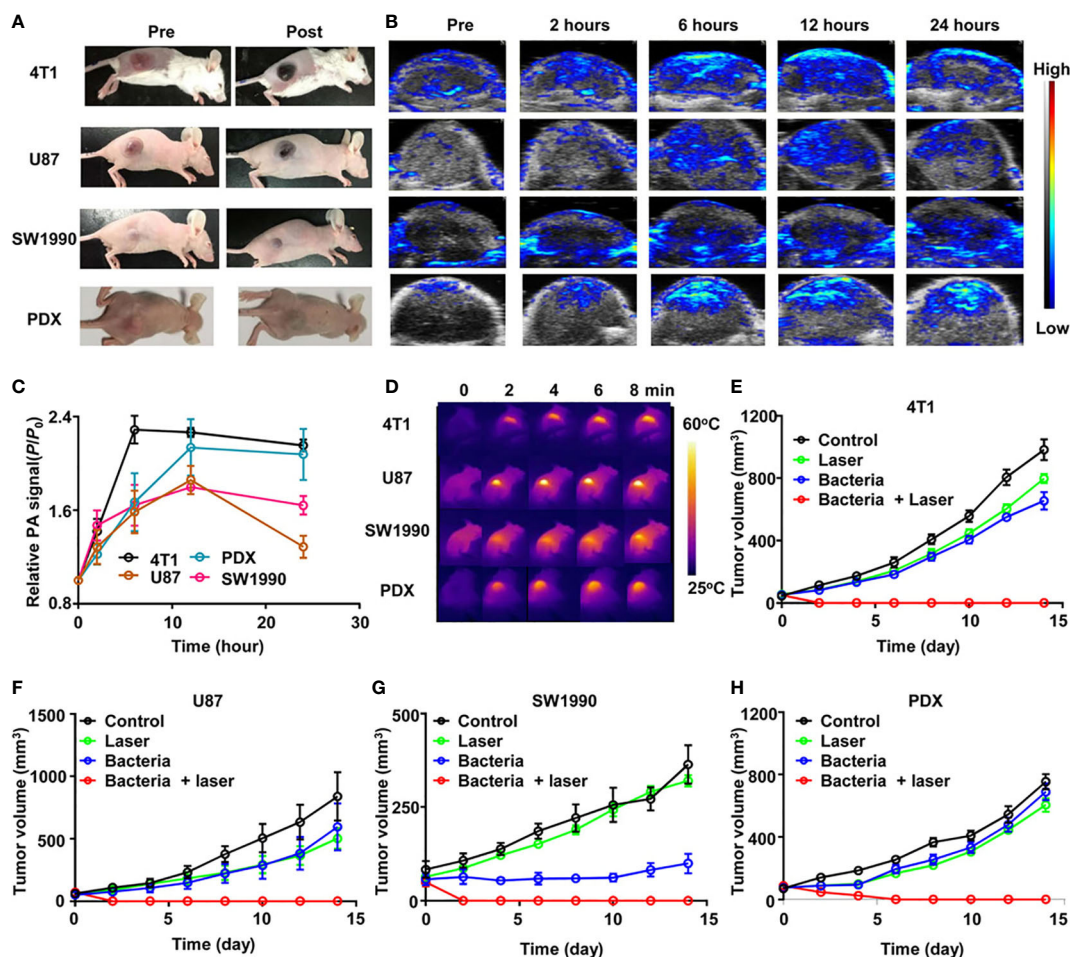 A
Pre Post
4T1
U87
SW1990
PDX
B
Pre 2 hours 6 hours 12 hours 24 hours
High
Low
C
Relative PA signal(P/P₀)
2.4
1.6
0.8
4T1 PDX
U87 SW1990
0 10 20 30
Time (hour)
D
0 2 4 6 8 min
4T1
U87
SW1990
PDX
60ºC
25ºC
E
4T1
Tumor volume (mm³)
1200
800
400
0
Control
Laser
Bacteria
Bacteria + Laser
0 5 10 15
Time (day)
F
U87
Tumor volume (mm³)
1500
1000
500
0
Control
Laser
Bacteria
Bacteria + laser
0 5 10 15
Time (day)
G
SW1990
Tumor volume (mm³)
500
250
0
Control
Laser
Bacteria
Bacteria + laser
0 5 10 15
Time (day)
H
PDX
Tumor volume (mm³)
1200
800
400
0
Control
Laser
Bacteria
Bacteria + laser
0 5 10 15
Time (day)